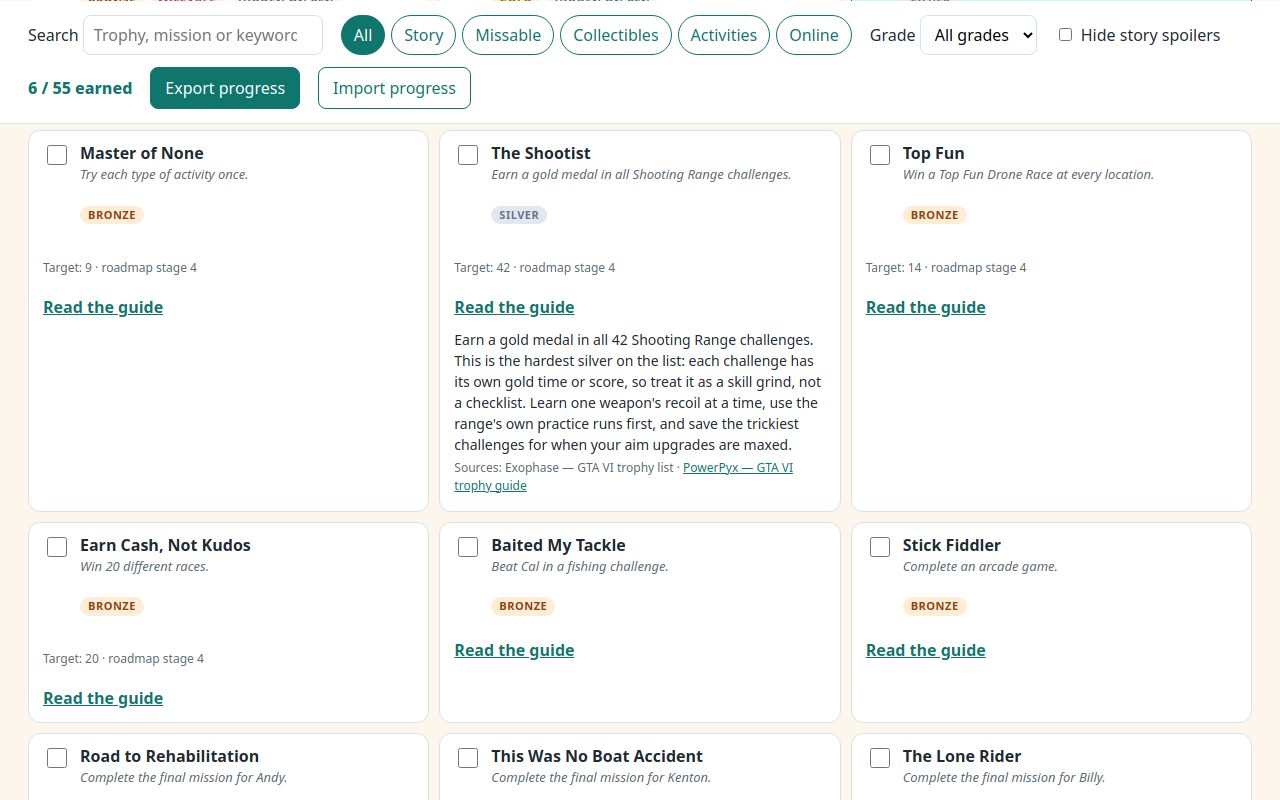 Search Trophy, mission or keyworc All Story Missable Collectibles Activities Online Grade All grades Hide story spoilers
6 / 55 earned Export progress Import progress
Master of None
Try each type of activity once.
BRONZE
Target: 9 · roadmap stage 4
Read the guide
The Shootist
Earn a gold medal in all Shooting Range challenges.
SILVER
Target: 42 · roadmap stage 4
Read the guide
Earn a gold medal in all 42 Shooting Range challenges.
This is the hardest silver on the list: each challenge has
its own gold time or score, so treat it as a skill grind, not
a checklist. Learn one weapon's recoil at a time, use the
range's own practice runs first, and save the trickiest
challenges for when your aim upgrades are maxed.
Sources: Exophase — GTA VI trophy list · PowerPyx — GTA VI
trophy guide
Top Fun
Win a Top Fun Drone Race at every location.
BRONZE
Target: 14 · roadmap stage 4
Read the guide
Earn Cash, Not Kudos
Win 20 different races.
BRONZE
Target: 20 · roadmap stage 4
Read the guide
Baited My Tackle
Beat Cal in a fishing challenge.
BRONZE
Read the guide
Stick Fiddler
Complete an arcade game.
BRONZE
Read the guide
Road to Rehabilitation
Complete the final mission for Andy.
This Was No Boat Accident
Complete the final mission for Kenton.
The Lone Rider
Complete the final mission for Billy.